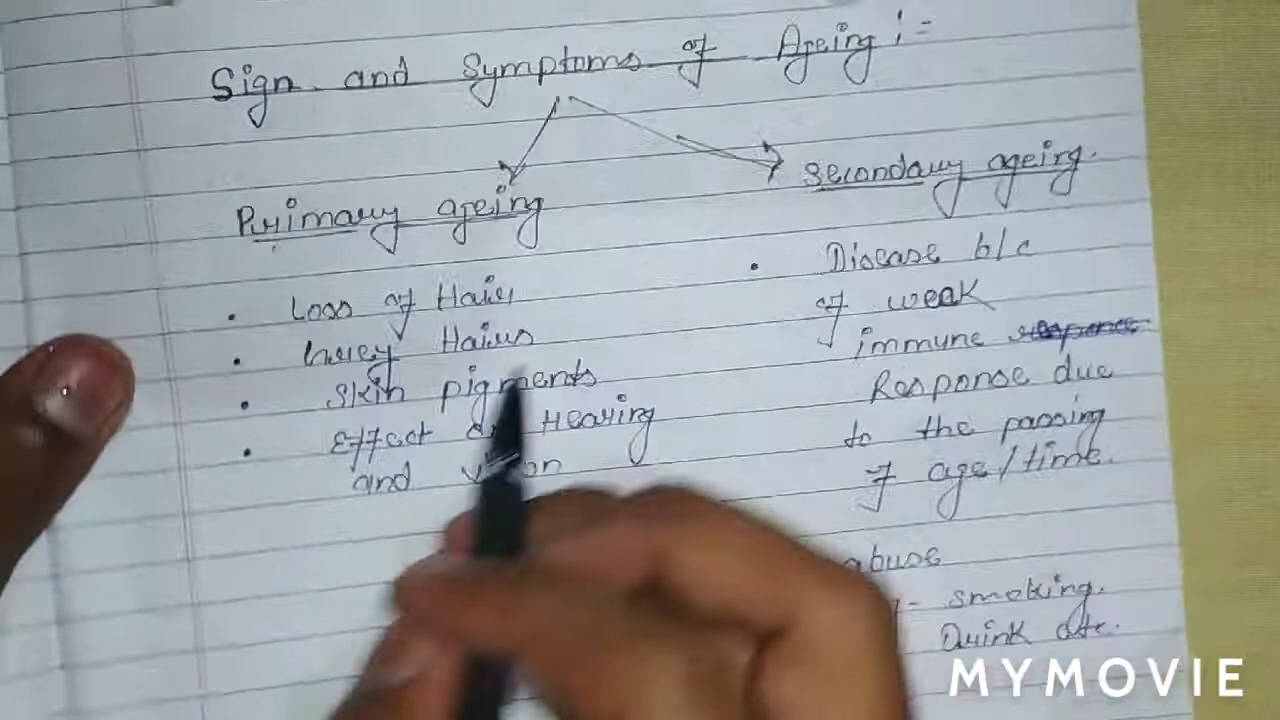 Sign and Symptoms of Ageing :-
Primary ageing
• Loss of Hair
• Grey Hairs
• Skin pigments
• Effect on Hearing
and vision
Secondary ageing.
• Disease b/c
of weak
immune
Response due
to the passing
of age/time.
abuse
- smoking.
Drink etc.
MYMOVIE